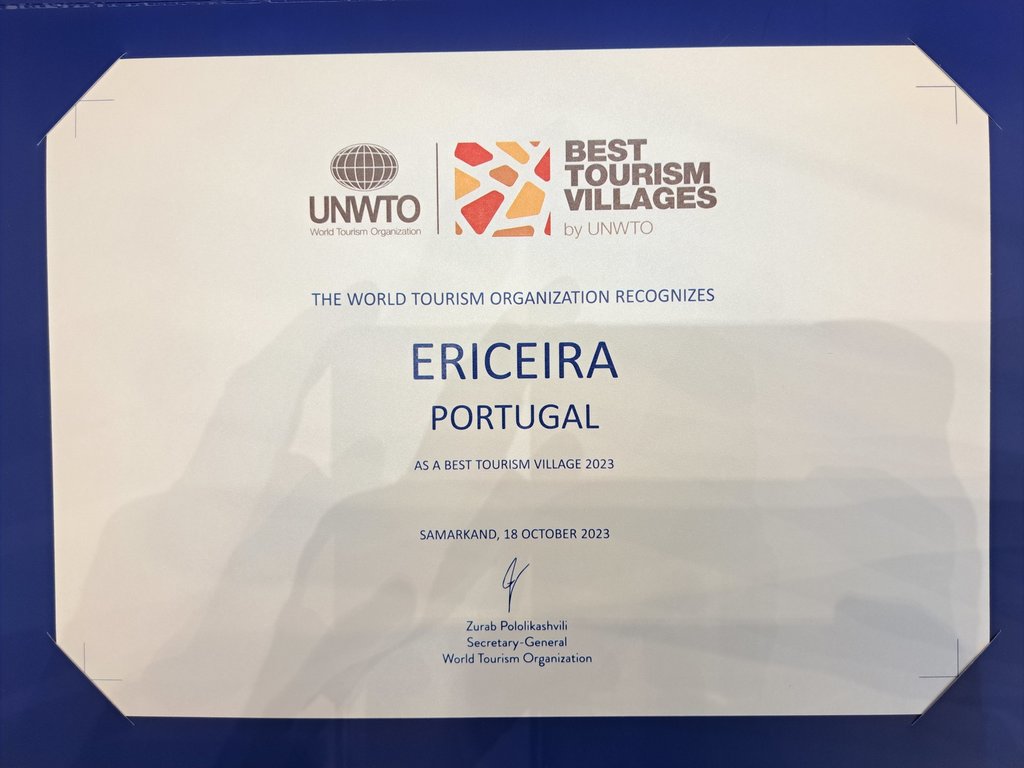 UNWTO
World Tourism Organization
BEST
TOURISM
VILLAGES
by UNWTO
THE WORLD TOURISM ORGANIZATION RECOGNIZES
ERICEIRA
PORTUGAL
AS A BEST TOURISM VILLAGE 2023
SAMARKAND, 18 OCTOBER 2023
Zurab Pololikashvili
Secretary-General
World Tourism Organization